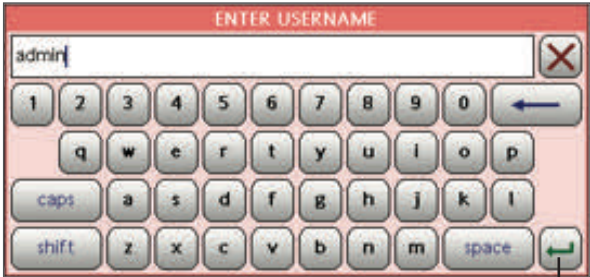 ENTER USERNAME
admin
1 2 3 4 5 6 7 8 9 0
q w e r t y u i o p
caps a s d f g h j k l
shift z x c v b n m space